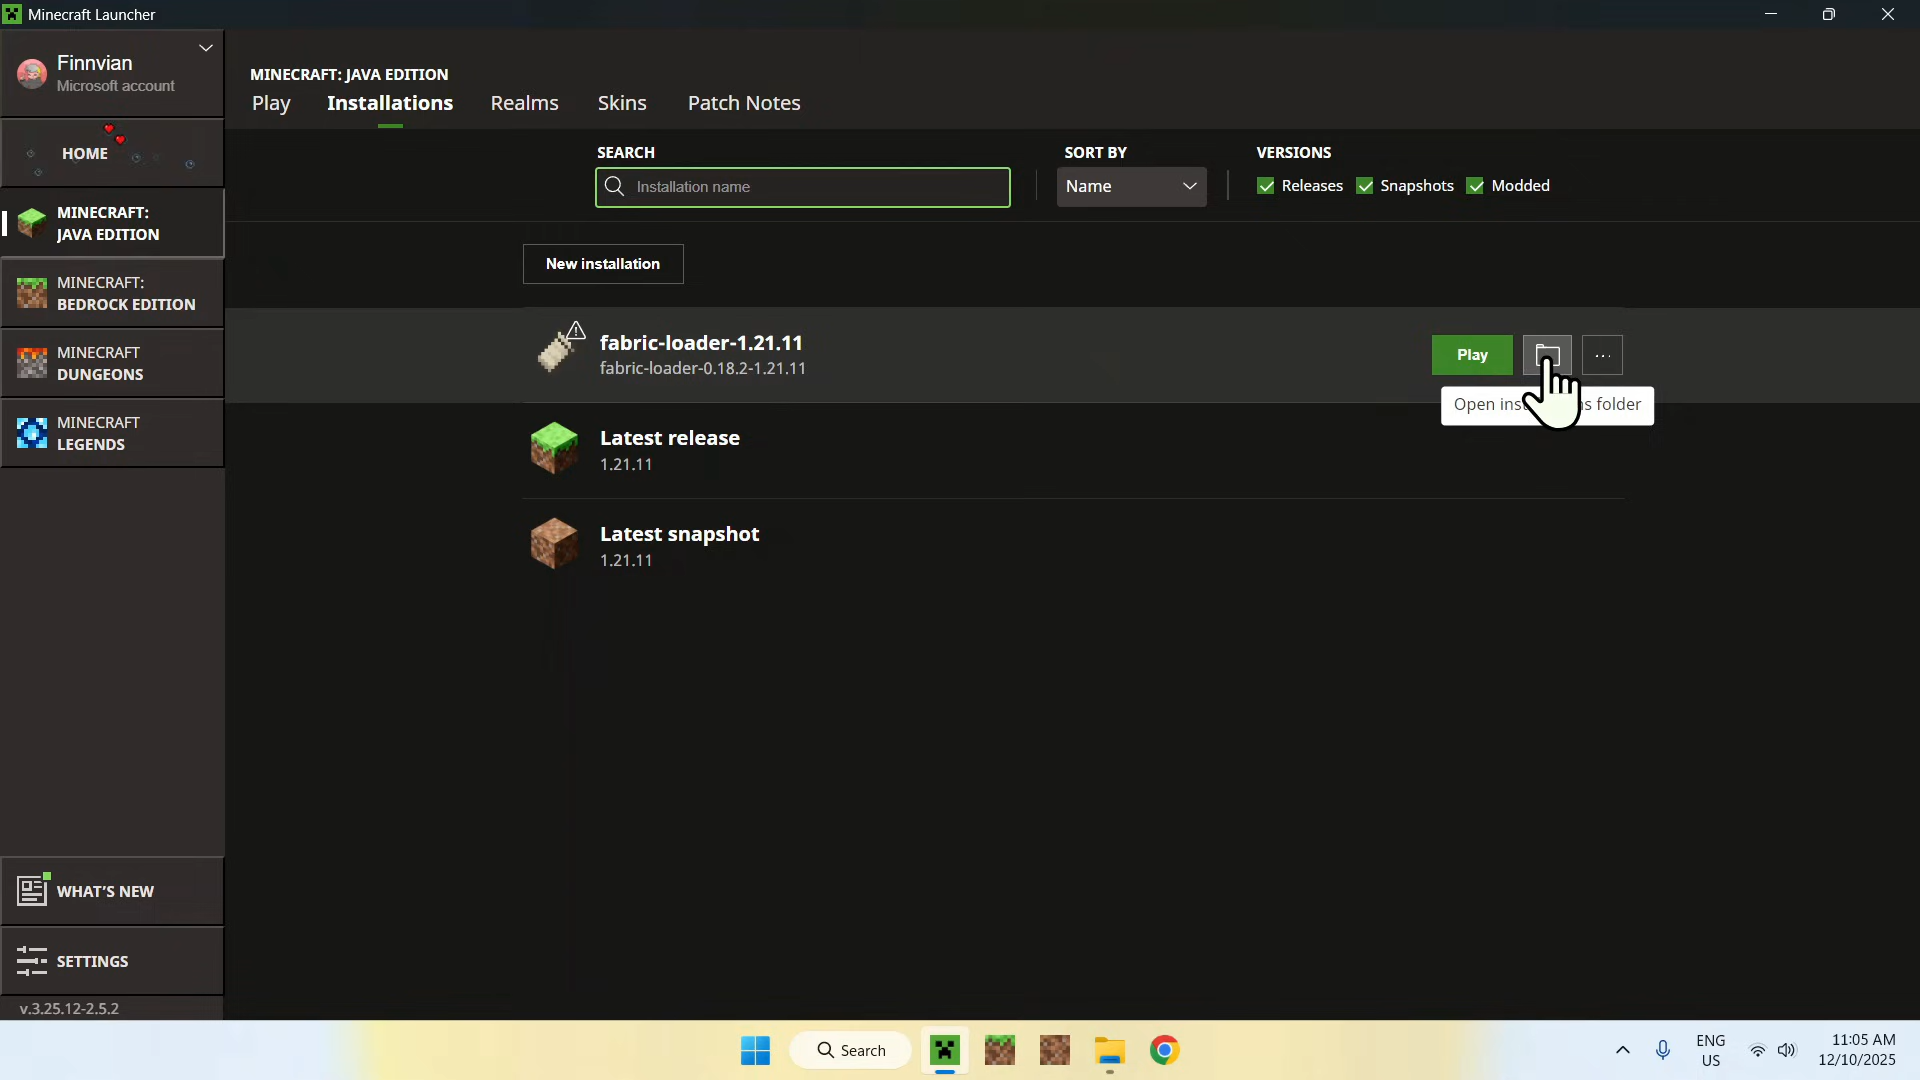 Minecraft Launcher
Finnvian
Microsoft account
HOME
MINECRAFT:
JAVA EDITION
MINECRAFT:
BEDROCK EDITION
MINECRAFT
DUNGEONS
MINECRAFT
LEGENDS
WHAT'S NEW
SETTINGS
v.3.25.12-2.5.2
MINECRAFT: JAVA EDITION
Play Installations Realms Skins Patch Notes
SEARCH SORT BY VERSIONS
Installation name Name Releases Snapshots Modded
New installation
fabric-loader-1.21.11
fabric-loader-0.18.2-1.21.11
Play
Open folder
Latest release
1.21.11
Latest snapshot
1.21.11
Search
ENG
US
11:05 AM
12/10/2025